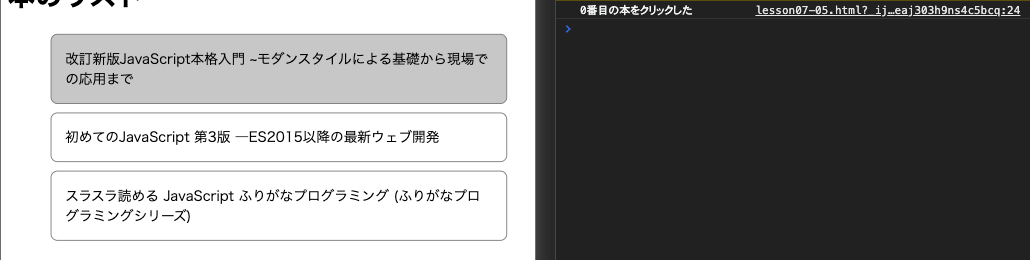 本のリスト
改訂新版JavaScript本格入門 ~モダンスタイルによる基礎から現場で
の応用まで
初めてのJavaScript 第3版 ―ES2015以降の最新ウェブ開発
スラスラ読める JavaScript ふりがなプログラミング (ふりがなプロ
グラミングシリーズ)
0番目の本をクリックした lesson07-05.html?_ij…eaj303h9ns4c5bcq:24